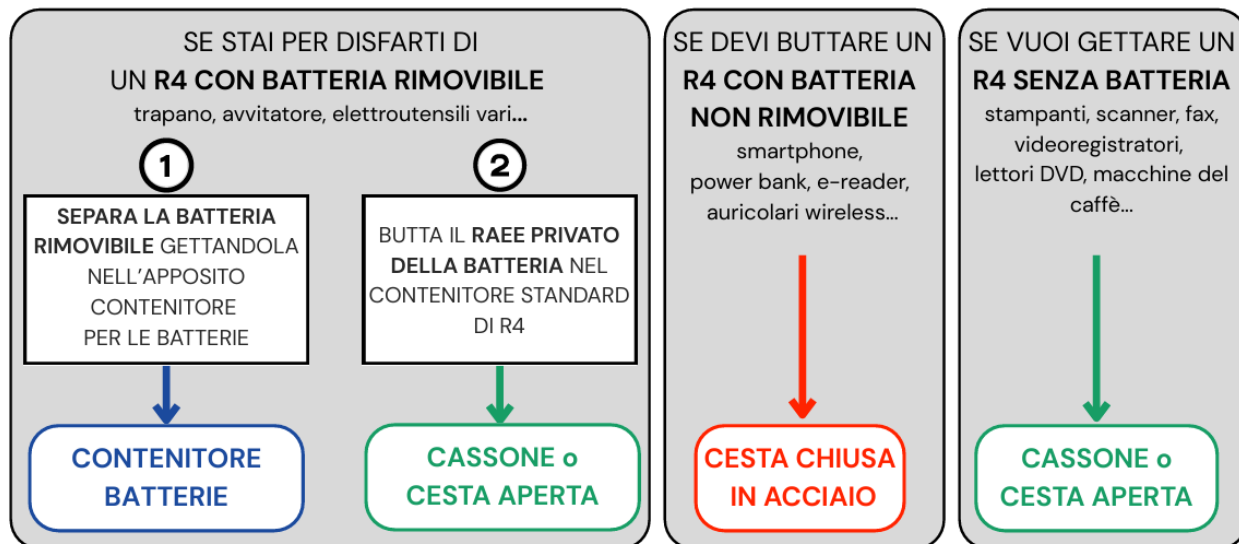 SE STAI PER DISFARTI DI
UN R4 CON BATTERIA RIMOVIBILE
trapano, avvitatore, elettroutensili vari...
1
SEPARA LA BATTERIA
RIMOVIBILE GETTANDOLA
NELL'APPOSITO
CONTENITORE
PER LE BATTERIE
CONTENITORE
BATTERIE
2
BUTTA IL RAEE PRIVATO
DELLA BATTERIA NEL
CONTENITORE STANDARD
DI R4
CASSONE o
CESTA APERTA
SE DEVI BUTTARE UN
R4 CON BATTERIA
NON RIMOVIBILE
smartphone,
power bank, e-reader,
auricolari wireless...
CESTA CHIUSA
IN ACCIAIO
SE VUOI GETTARE UN
R4 SENZA BATTERIA
stampanti, scanner, fax,
videoregistratori,
lettori DVD, macchine del
caffè...
CASSONE o
CESTA APERTA